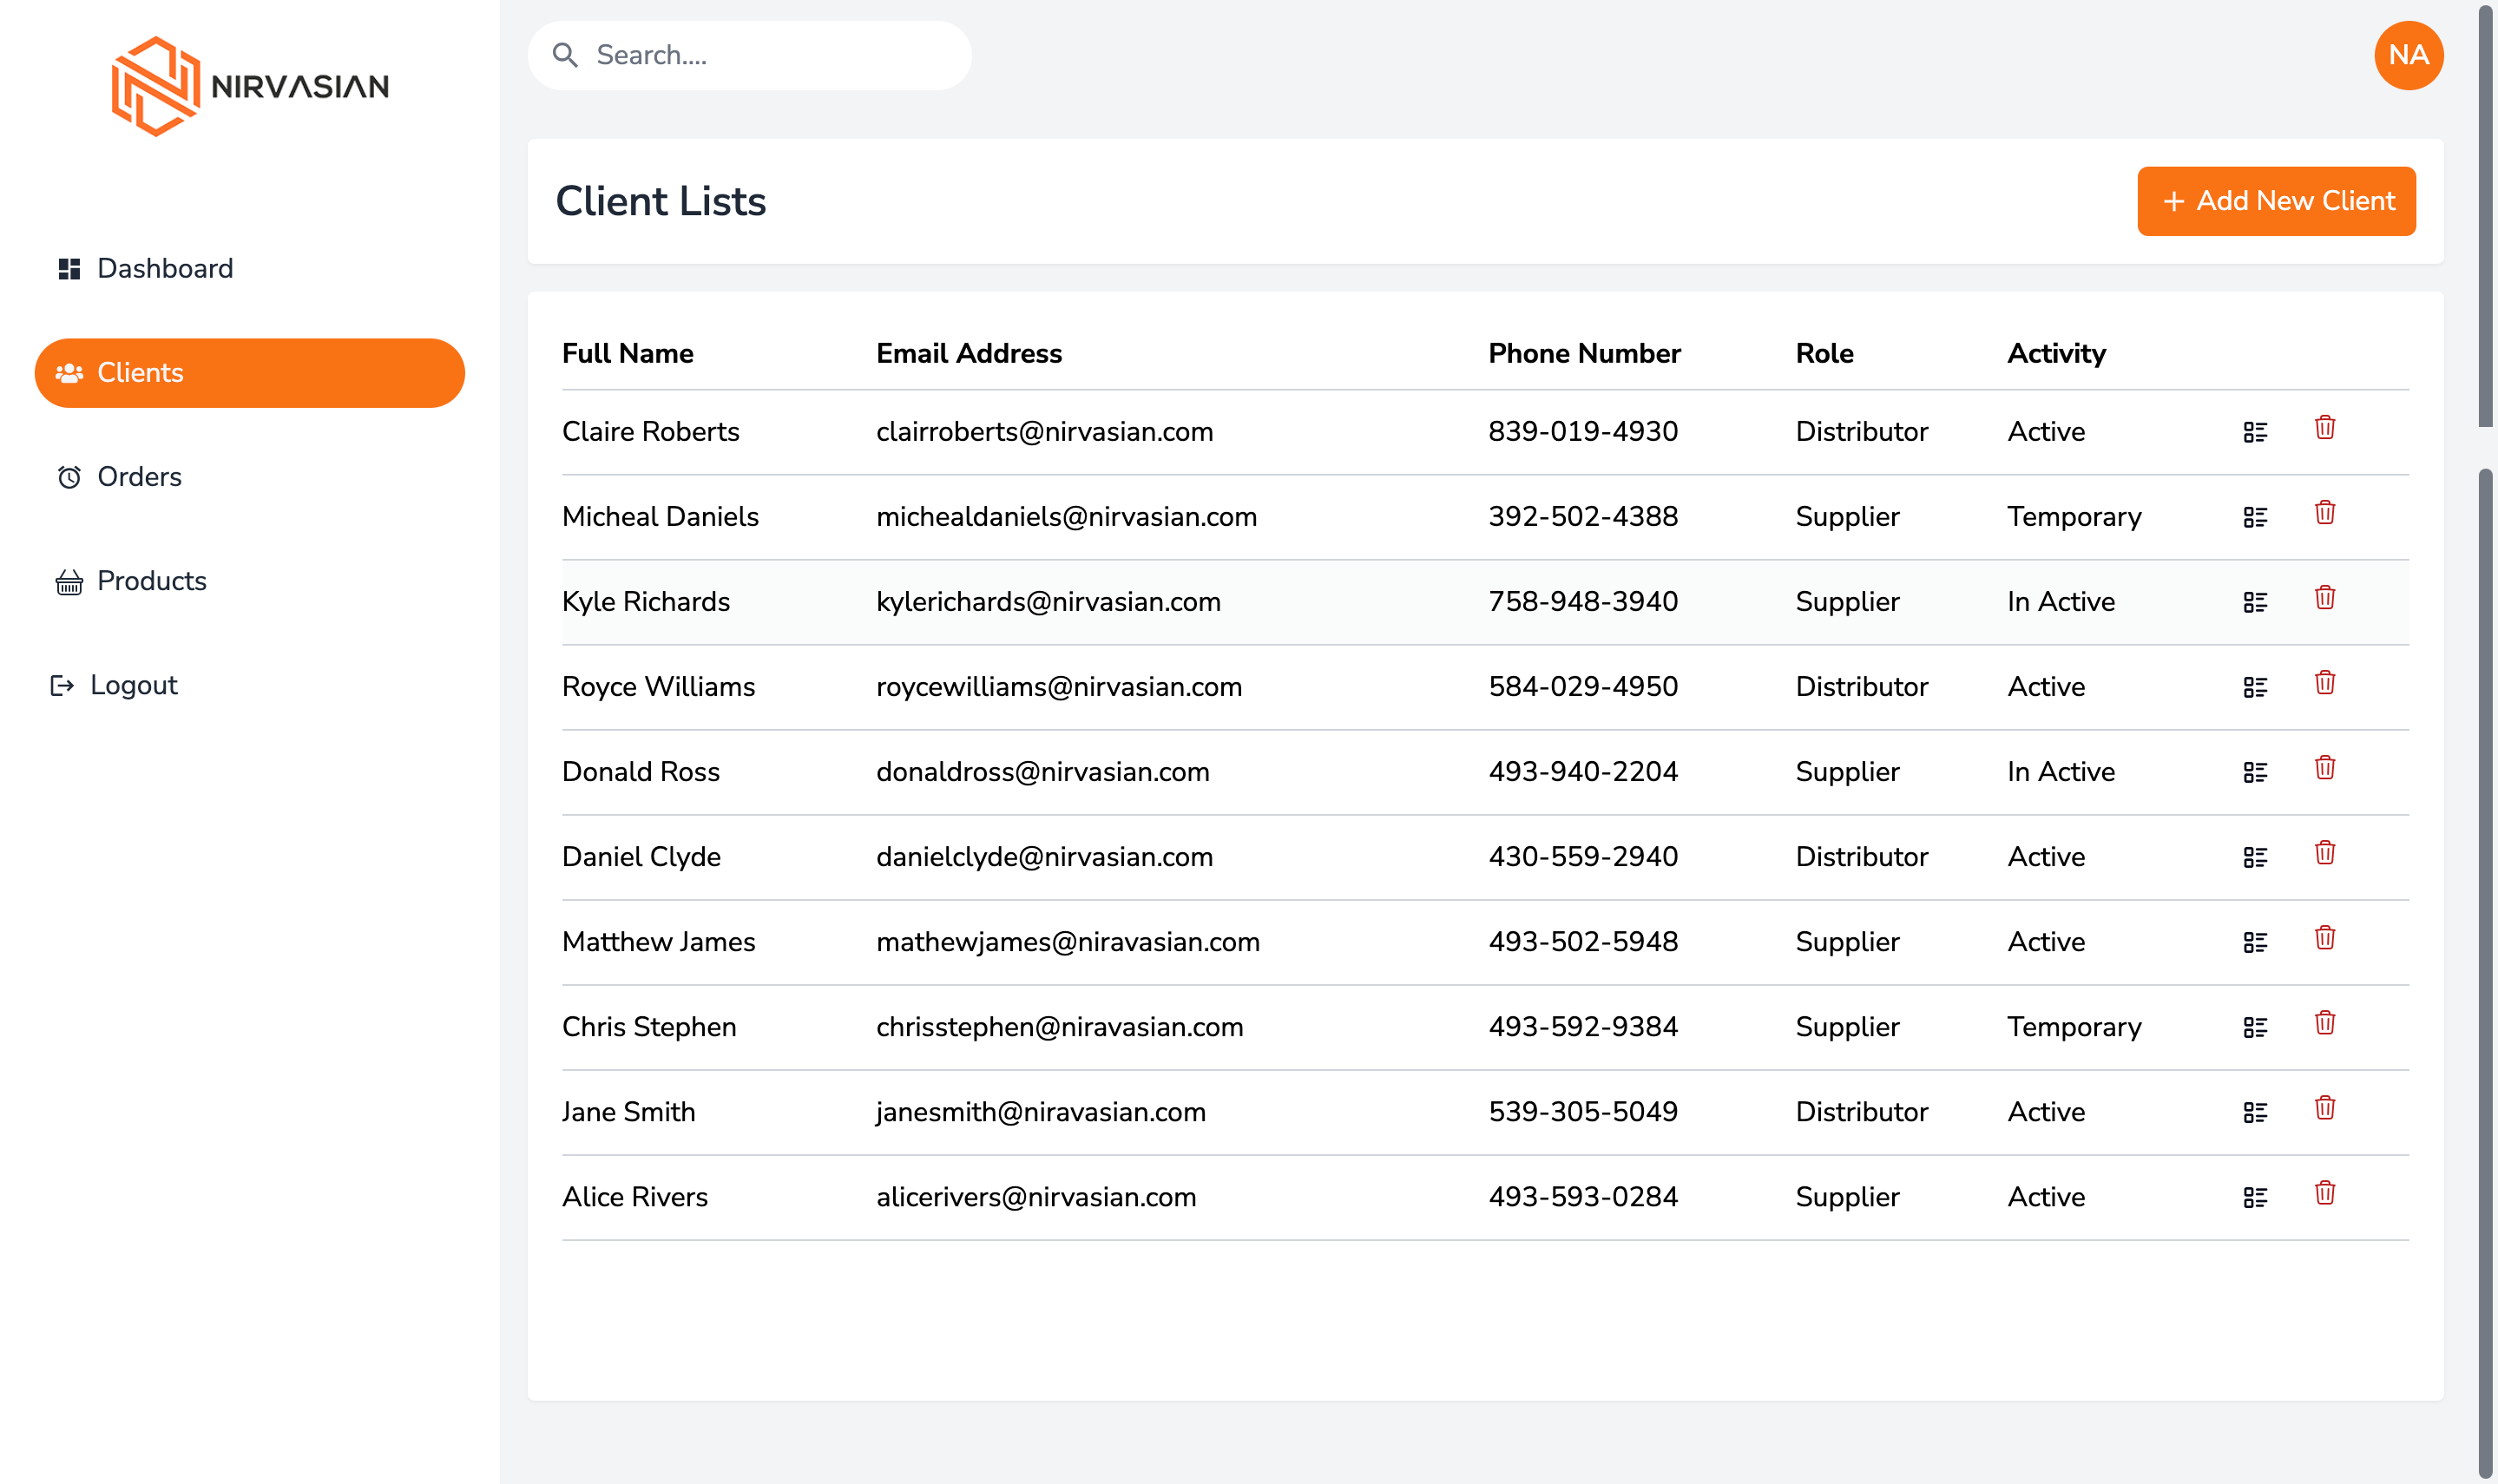 NIRVASIAN
Dashboard
Clients
Orders
Products
Logout
Search....
NA
Client Lists
+ Add New Client
Full Name Email Address Phone Number Role Activity
Claire Roberts clairroberts@nirvasian.com 839-019-4930 Distributor Active
Micheal Daniels michealdaniels@nirvasian.com 392-502-4388 Supplier Temporary
Kyle Richards kylerichards@nirvasian.com 758-948-3940 Supplier In Active
Royce Williams roycewilliams@nirvasian.com 584-029-4950 Distributor Active
Donald Ross donaldross@nirvasian.com 493-940-2204 Supplier In Active
Daniel Clyde danielclyde@nirvasian.com 430-559-2940 Distributor Active
Matthew James mathewjames@niravasian.com 493-502-5948 Supplier Active
Chris Stephen chrisstephen@niravasian.com 493-592-9384 Supplier Temporary
Jane Smith janesmith@niravasian.com 539-305-5049 Distributor Active
Alice Rivers alicerivers@nirvasian.com 493-593-0284 Supplier Active